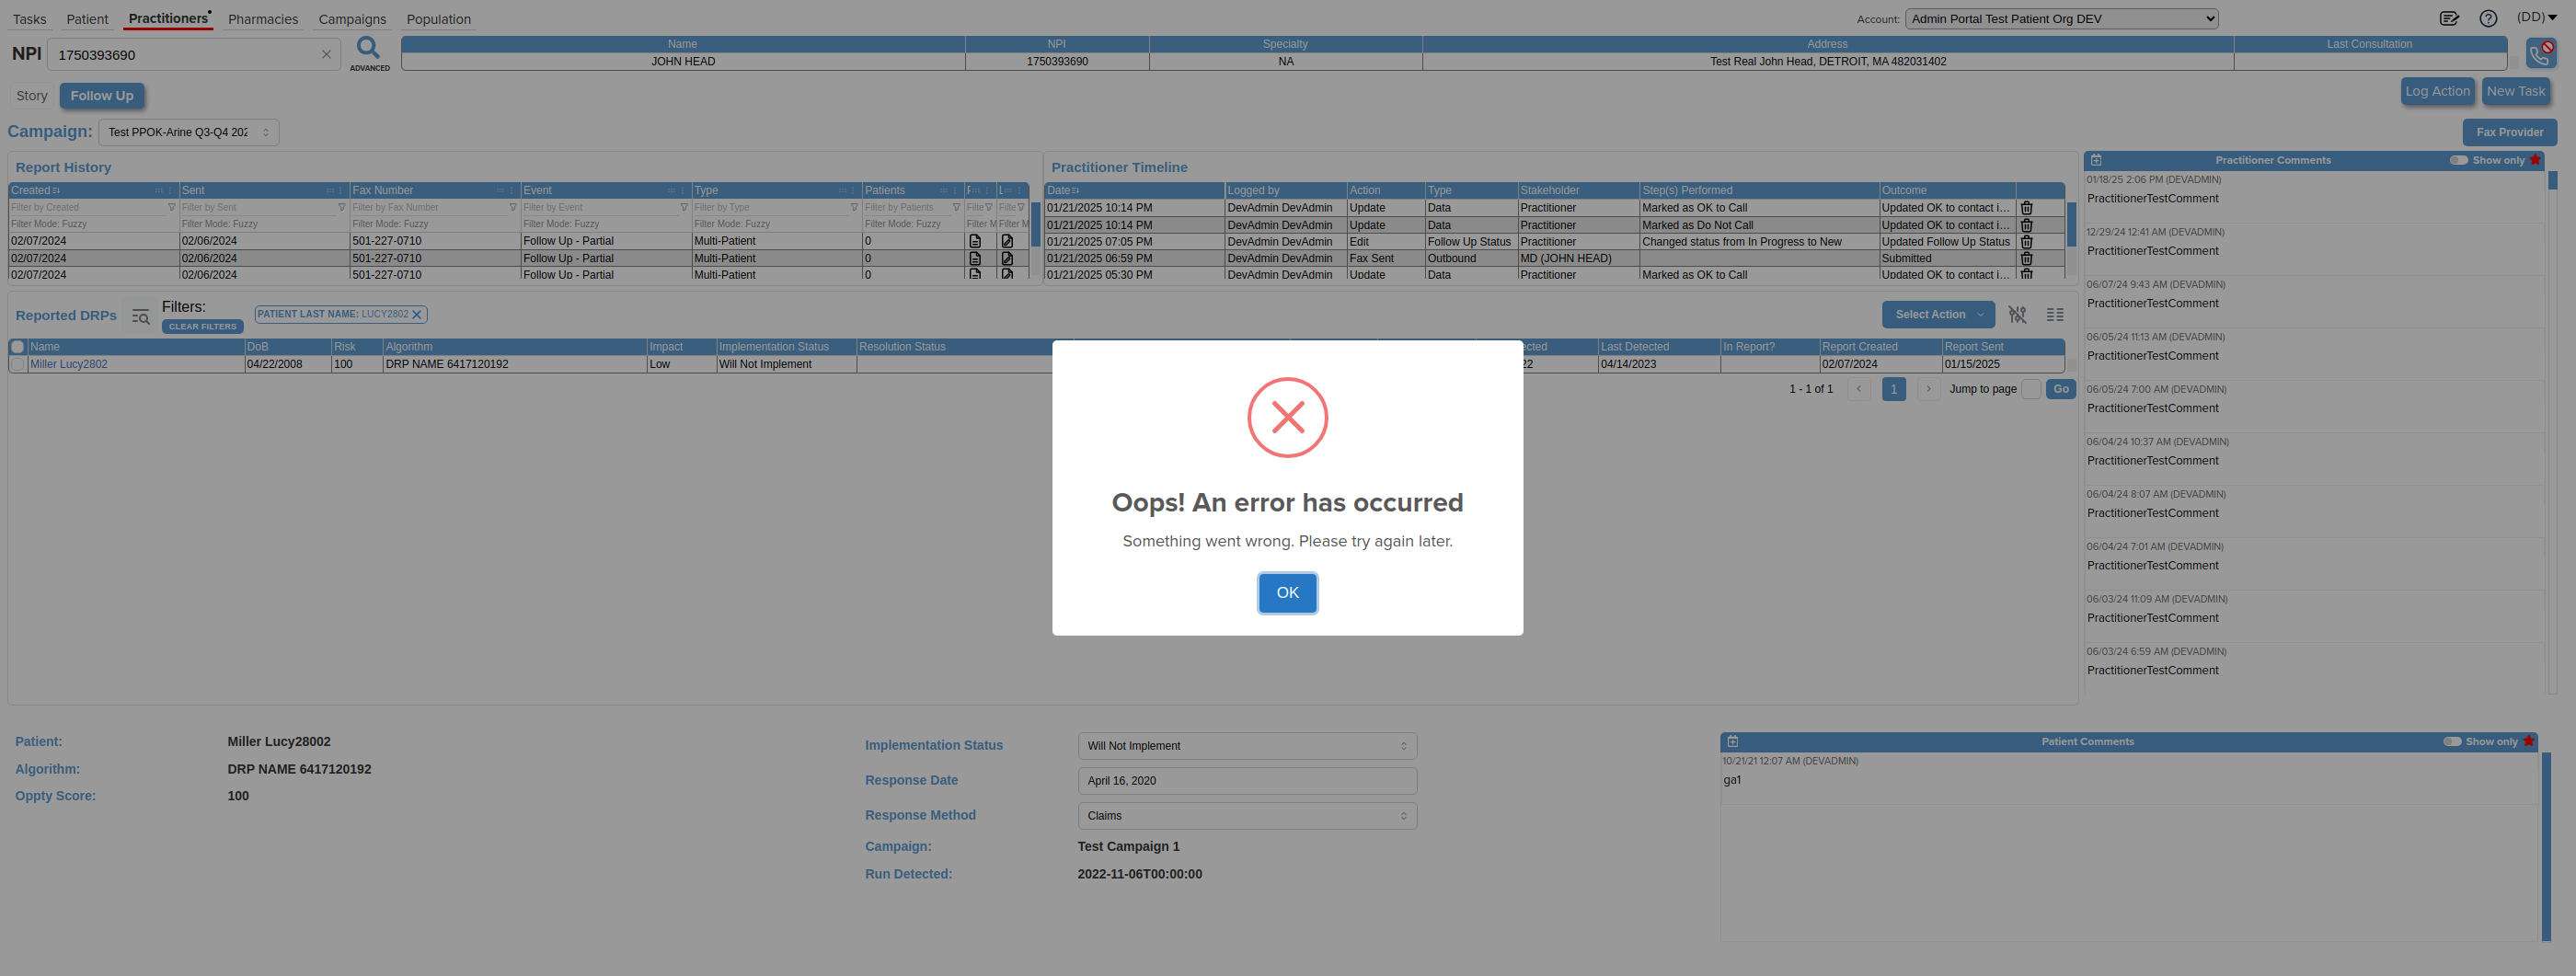 Tasks Patient Practitioners Pharmacies Campaigns Population Account: Admin Portal Test Patient Org DEV (DD)
NPI 1750393690 ADVANCED
Name NPI Specialty Address Last Consultation
JOHN HEAD 1750393690 NA Test Real John Head, DETROIT, MA 482031402
Story Follow Up Log Action New Task
Campaign: Test PPOK-Arine Q3-Q4 202 Fax Provider
Report History
Created Sent Fax Number Event Type Patients
Filter by Created Filter by Sent Filter by Fax Number Filter by Event Filter by Type Filter by Patients Filte Filte
Filter Mode: Fuzzy Filter Mode: Fuzzy Filter Mode: Fuzzy Filter Mode: Fuzzy Filter Mode: Fuzzy Filter Mode: Fuzzy Filter M Filter M
02/07/2024 02/06/2024 501-227-0710 Follow Up - Partial Multi-Patient 0
02/07/2024 02/06/2024 501-227-0710 Follow Up - Partial Multi-Patient 0
02/07/2024 02/06/2024 501-227-0710 Follow Up - Partial Multi-Patient 0
Practitioner Timeline
Date Logged by Action Type Stakeholder Step(s) Performed Outcome
01/21/2025 10:14 PM DevAdmin DevAdmin Update Data Practitioner Marked as OK to Call Updated OK to contact i...
01/21/2025 10:14 PM DevAdmin DevAdmin Update Data Practitioner Marked as Do Not Call Updated OK to contact i...
01/21/2025 07:05 PM DevAdmin DevAdmin Edit Follow Up Status Practitioner Changed status from In Progress to New Updated Follow Up Status
01/21/2025 06:59 PM DevAdmin DevAdmin Fax Sent Outbound MD (JOHN HEAD) Submitted
01/21/2025 05:30 PM DevAdmin DevAdmin Update Data Practitioner Marked as OK to Call Updated OK to contact i...
Practitioner Comments Show only
01/18/25 2:06 PM (DEVADMIN)
PractitionerTestComment
12/29/24 12:41 AM (DEVADMIN)
PractitionerTestComment
06/07/24 9:43 AM (DEVADMIN)
PractitionerTestComment
06/05/24 11:13 AM (DEVADMIN)
PractitionerTestComment
06/05/24 7:00 AM (DEVADMIN)
PractitionerTestComment
06/04/24 10:37 AM (DEVADMIN)
PractitionerTestComment
06/04/24 8:07 AM (DEVADMIN)
PractitionerTestComment
06/04/24 7:01 AM (DEVADMIN)
PractitionerTestComment
06/03/24 11:09 AM (DEVADMIN)
PractitionerTestComment
06/03/24 6:59 AM (DEVADMIN)
PractitionerTestComment
Reported DRPs Filters: PATIENT LAST NAME: LUCY2802 Select Action
CLEAR FILTERS
Name DoB Risk Algorithm Impact Implementation Status Resolution Status ected Last Detected In Report? Report Created Report Sent
Miller Lucy2802 04/22/2008 100 DRP NAME 6417120192 Low Will Not Implement 22 04/14/2023 02/07/2024 01/15/2025
1 - 1 of 1 1 Jump to page Go
Oops! An error has occurred
Something went wrong. Please try again later.
OK
Patient: Miller Lucy28002
Algorithm: DRP NAME 6417120192
Oppty Score: 100
Implementation Status Will Not Implement
Response Date April 16, 2020
Response Method Claims
Campaign: Test Campaign 1
Run Detected: 2022-11-06T00:00:00
Patient Comments Show only
10/21/21 12:07 AM (DEVADMIN)
ga1